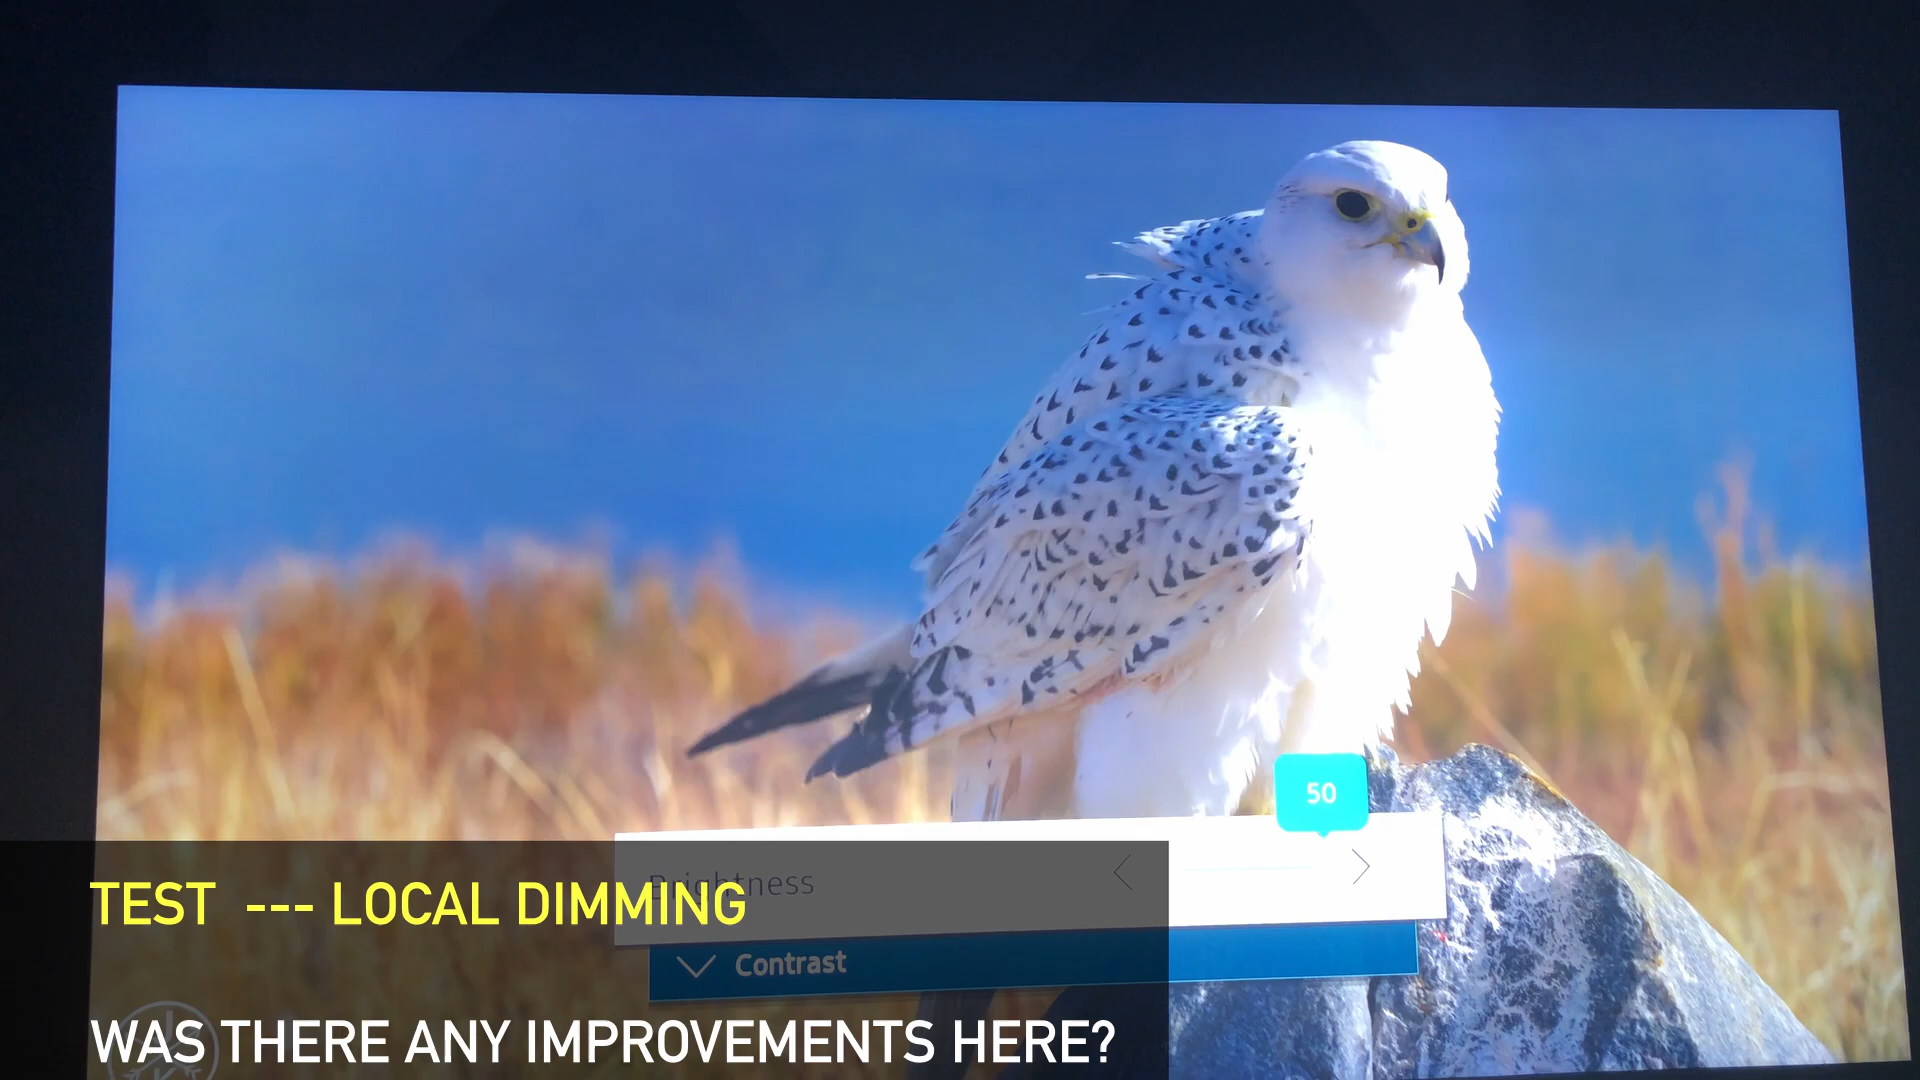 50
Brightness
TEST --- LOCAL DIMMING
Contrast
WAS THERE ANY IMPROVEMENTS HERE?